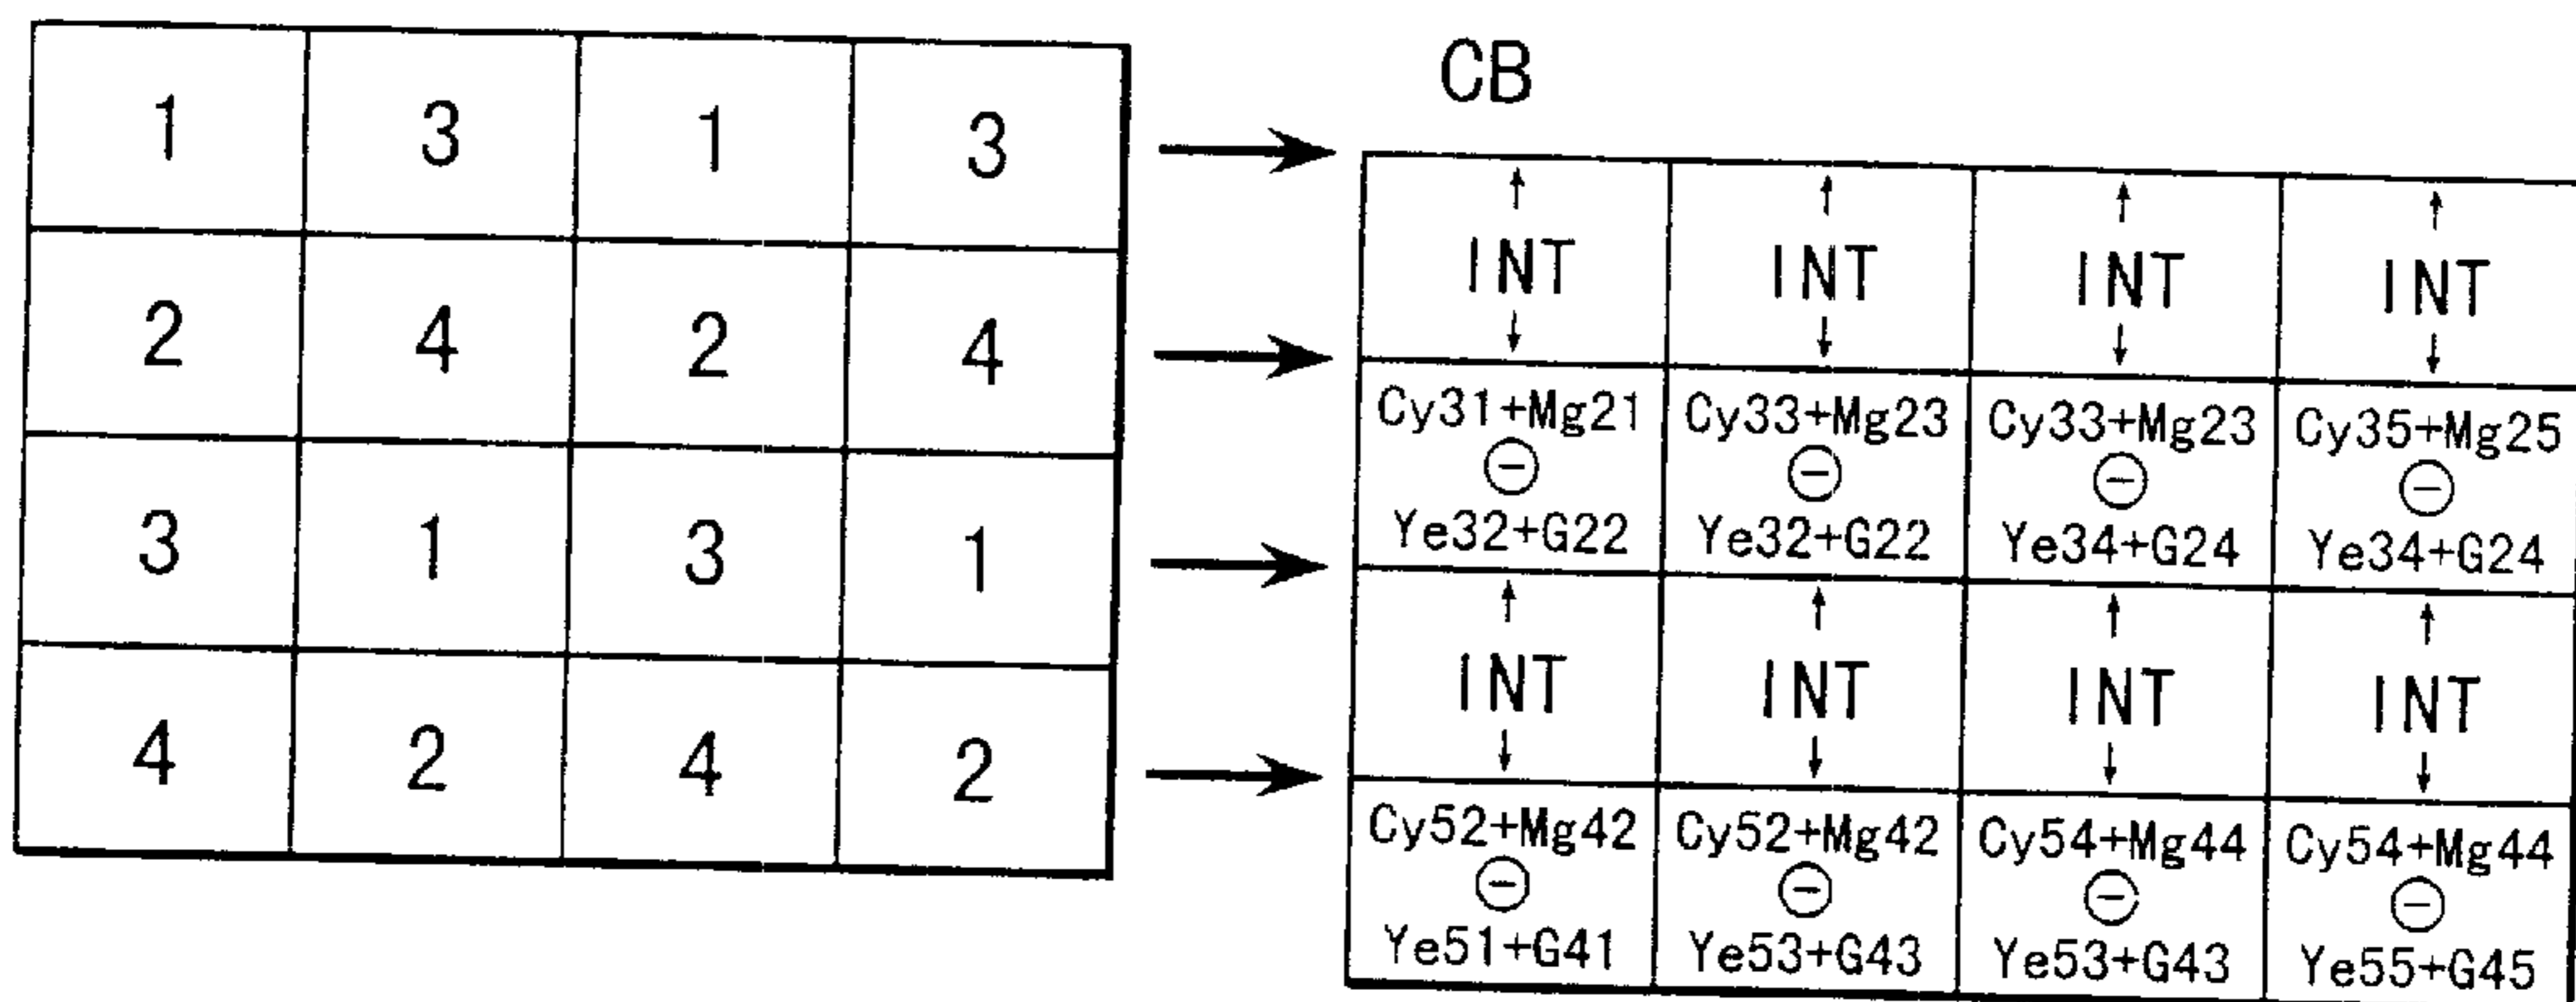 1 3 1 3
2 4 2 4
3 1 3 1
4 2 4 2
CB
INT INT INT INT
Cy31+Mg21 Cy33+Mg23 Cy33+Mg23 Cy35+Mg25
⊖ ⊖ ⊖ ⊖
Ye32+G22 Ye32+G22 Ye34+G24 Ye34+G24
INT INT INT INT
Cy52+Mg42 Cy52+Mg42 Cy54+Mg44 Cy54+Mg44
⊖ ⊖ ⊖ ⊖
Ye51+G41 Ye53+G43 Ye53+G43 Ye55+G45